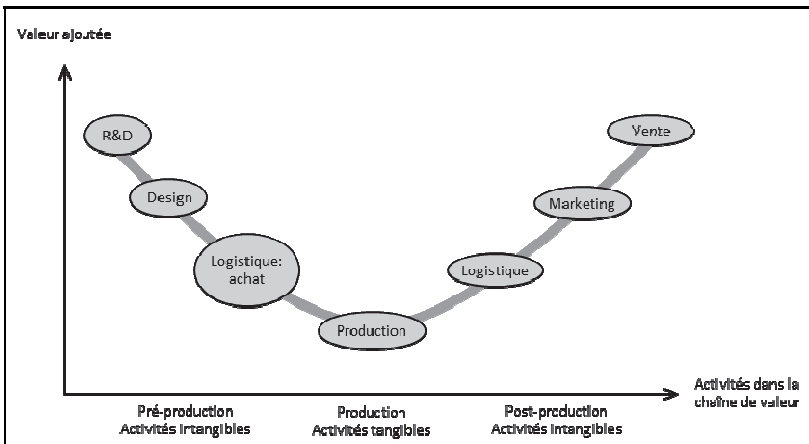 Valeur ajoutée
R&D
Vente
Design
Marketing
Logistique:
achat
Logistique
Production
Activités dans la
chaîne de valeur
Pré-production
Activités intangibles
Production
Activités tangibles
Post-production
Activités intangibles